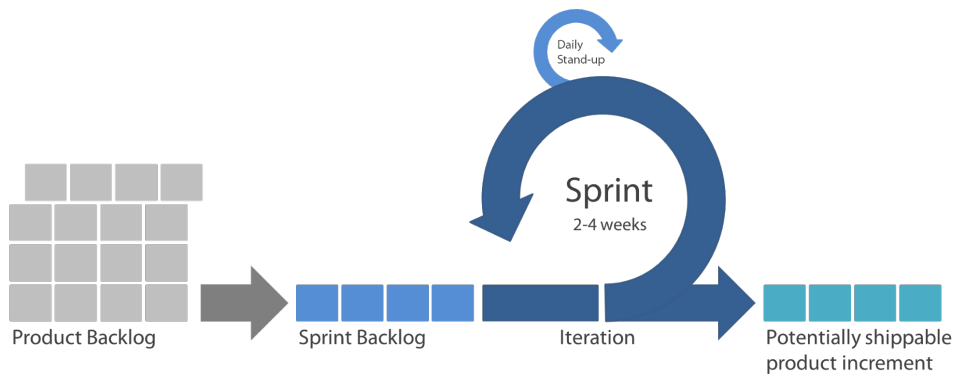 Daily
Stand-up
Sprint
2-4 weeks
Product Backlog
Sprint Backlog
Iteration
Potentially shippable
product increment